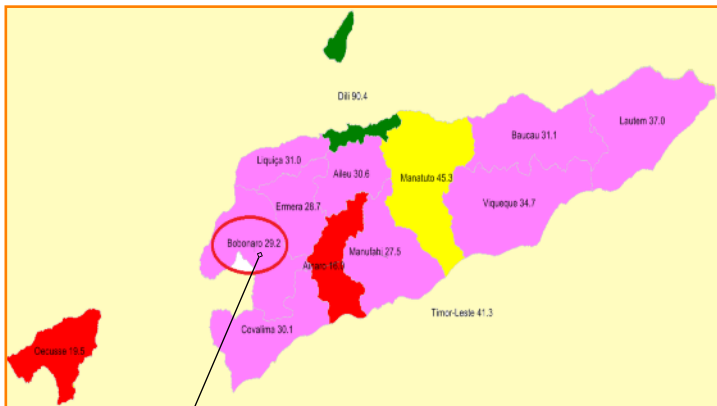 Dili 90.4
Lautem 37.0
Baucau 31.1
Liquiça 31.0
Aileu 30.6
Manatuto 45.3
Ermera 28.7
Viqueque 34.7
Bobonaro 29.2
Manufahi 27.5
Ainaro 18.9
Timor-Leste 41.3
Covalima 30.1
Oecusse 19.5